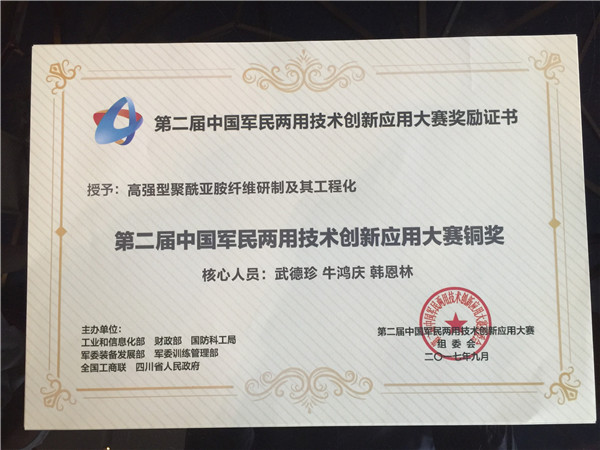 第二届中国军民两用技术创新应用大赛奖励证书
授予：高强型聚酰亚胺纤维研制及其工程化
第二届中国军民两用技术创新应用大赛铜奖
核心人员：武德珍 牛鸿庆 韩恩林
主办单位：
工业和信息化部 财政部 国防科工局
军委装备发展部 军委训练管理部
全国工商联 四川省人民政府
第二届中国军民两用技术创新应用大赛
组委会
二〇一七年九月